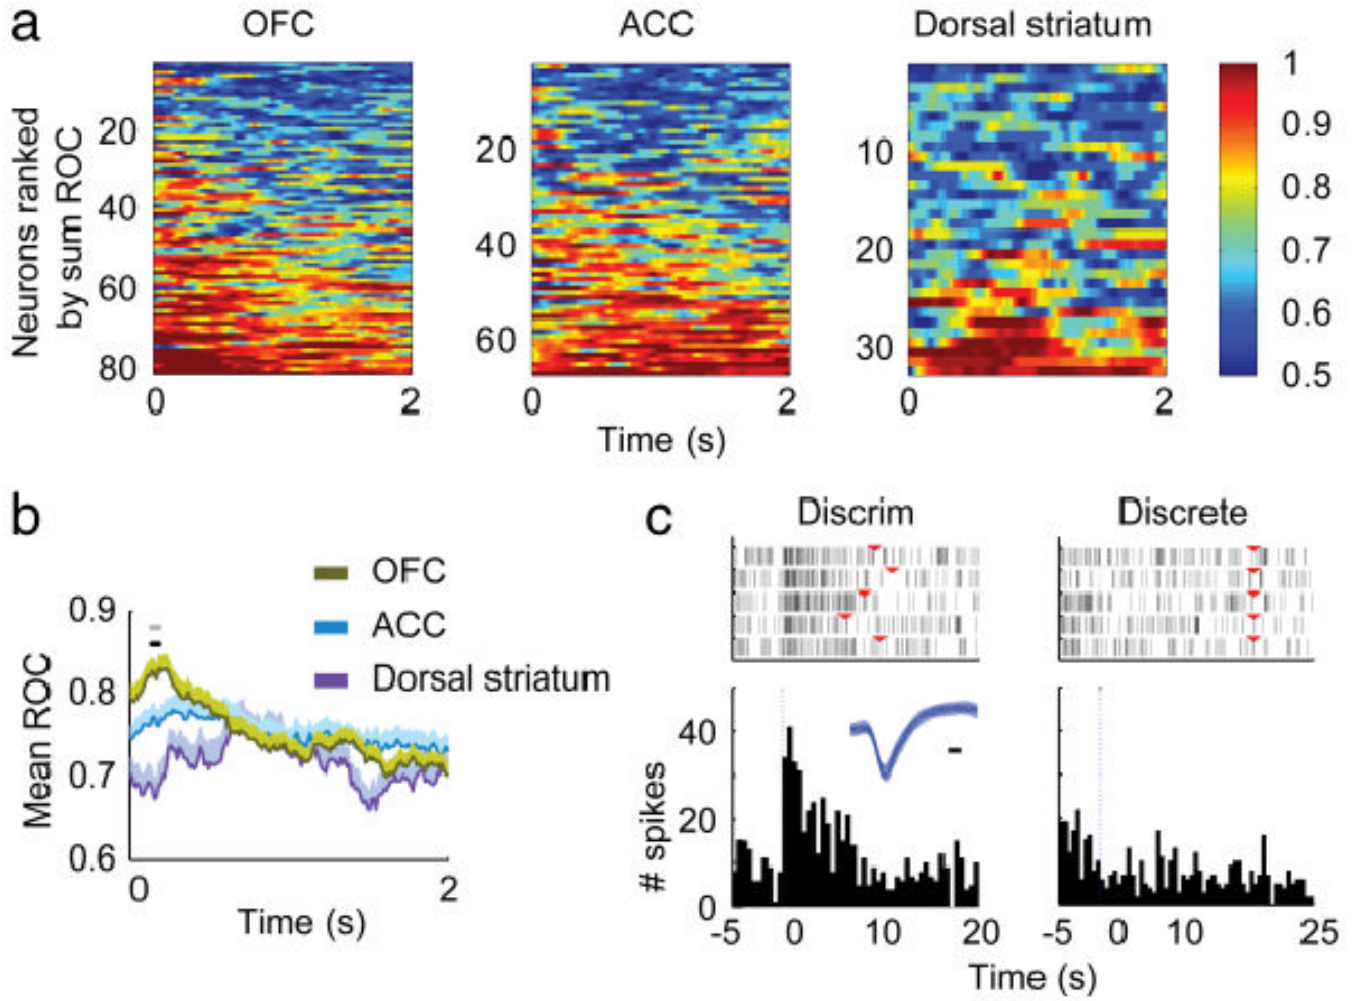 a
OFC
ACC
Dorsal striatum
Neurons ranked
by sum ROC
20
40
60
80
0
2
20
40
60
0
2
10
20
30
0
2
1
0.9
0.8
0.7
0.6
0.5
Time (s)
b
OFC
ACC
Dorsal striatum
Mean ROC
0.9
0.8
0.7
0.6
0
2
Time (s)
c
Discrim
Discrete
# spikes
40
20
0
-5
0
10
20
-5
0
10
25
Time (s)